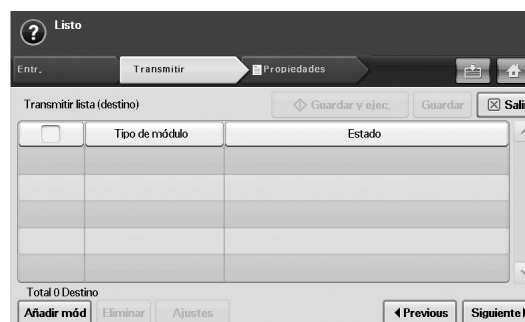 ? Listo
Entr. Transmitir Propiedades
Transmitir lista (destino) Guardar y ejec. Guardar Sali
Tipo de módulo Estado
Total 0 Destino
Añadir mód Eliminar Ajustes Previous Siguiente